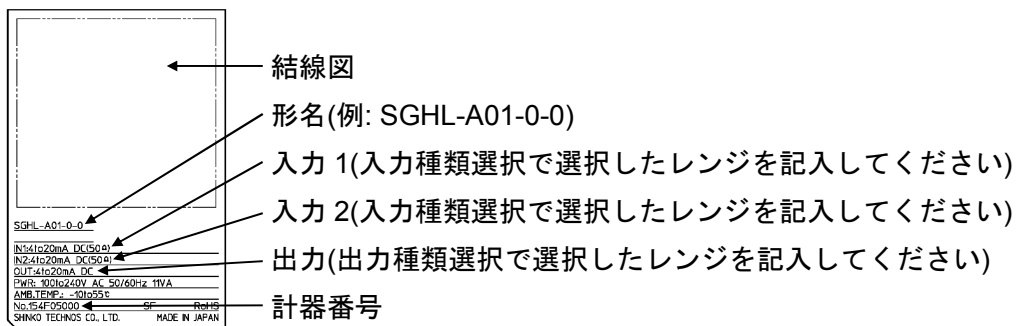 結線図
形名(例: SGHL-A01-0-0)
入力 1(入力種類選択で選択したレンジを記入してください)
入力 2(入力種類選択で選択したレンジを記入してください)
出力(出力種類選択で選択したレンジを記入してください)
計器番号
SGHL-A01-0-0
IN1:4to20mA DC(50Ω)
IN2:4to20mA DC(50Ω)
OUT:4to20mA DC
PWR: 100to240V AC 50/60Hz 11VA
AMB.TEMP.: -10to55℃
No.154F05000 SF RoHS
SHINKO TECHNOS CO., LTD. MADE IN JAPAN